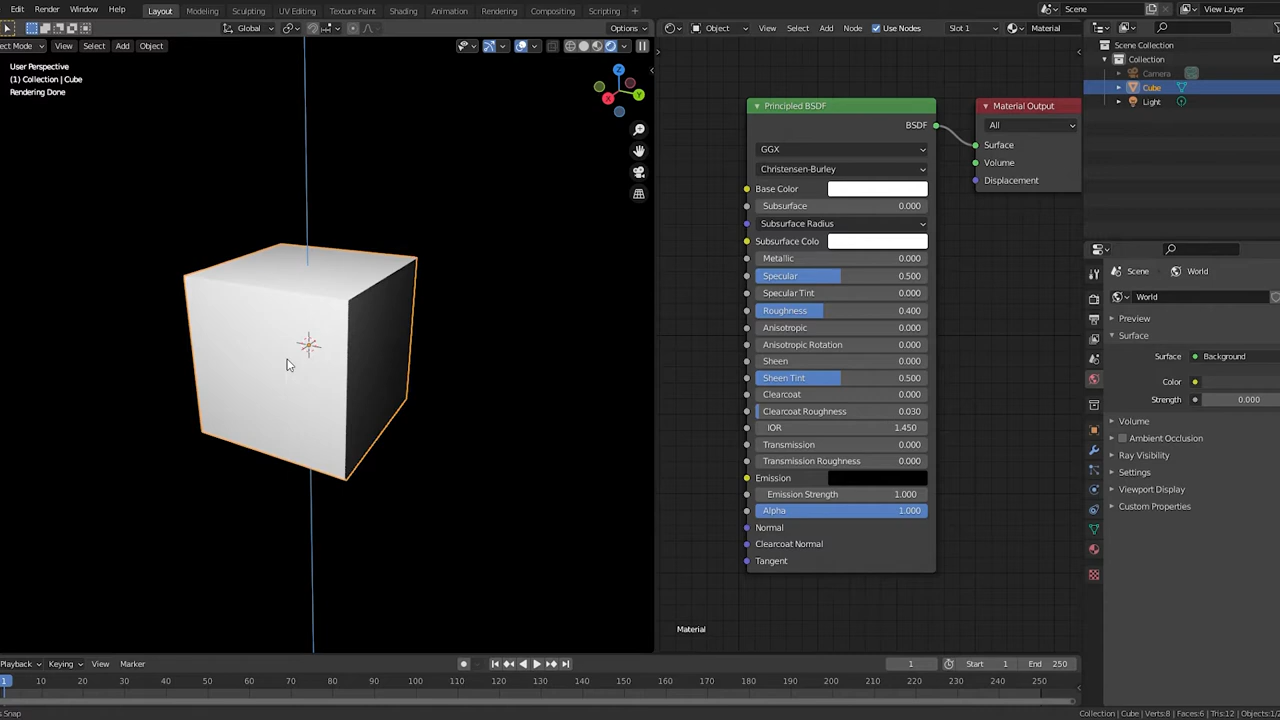 Edit Render Window Help Layout Modeling Sculpting UV Editing Texture Paint Shading Animation Rendering Compositing Scripting Scene View Layer
Global Options Object View Select Add Node Use Nodes Slot 1 Material
ect Mode View Select Add Object
User Perspective
(1) Collection | Cube
Rendering Done
Z
Y
X
Principled BSDF
BSDF
GGX
Christensen-Burley
Base Color
Subsurface 0.000
Subsurface Radius
Subsurface Colo
Metallic 0.000
Specular 0.500
Specular Tint 0.000
Roughness 0.400
Anisotropic 0.000
Anisotropic Rotation 0.000
Sheen 0.000
Sheen Tint 0.500
Clearcoat 0.000
Clearcoat Roughness 0.030
IOR 1.450
Transmission 0.000
Transmission Roughness 0.000
Emission
Emission Strength 1.000
Alpha 1.000
Normal
Clearcoat Normal
Tangent
Material Output
All
Surface
Volume
Displacement
Material
Scene Collection
Collection
Camera
Cube
Light
Scene World
World
Preview
Surface
Surface Background
Color
Strength 0.000
Volume
Ambient Occlusion
Ray Visibility
Settings
Viewport Display
Custom Properties
Playback Keying View Marker 1 Start 1 End 250
1 10 20 30 40 50 60 70 80 90 100 110 120 130 140 150 160 170 180 190 200 210 220 230 240 250
s Snap Collection | Cube | Verts:8 | Faces:6 | Tris:12 | Objects:1/